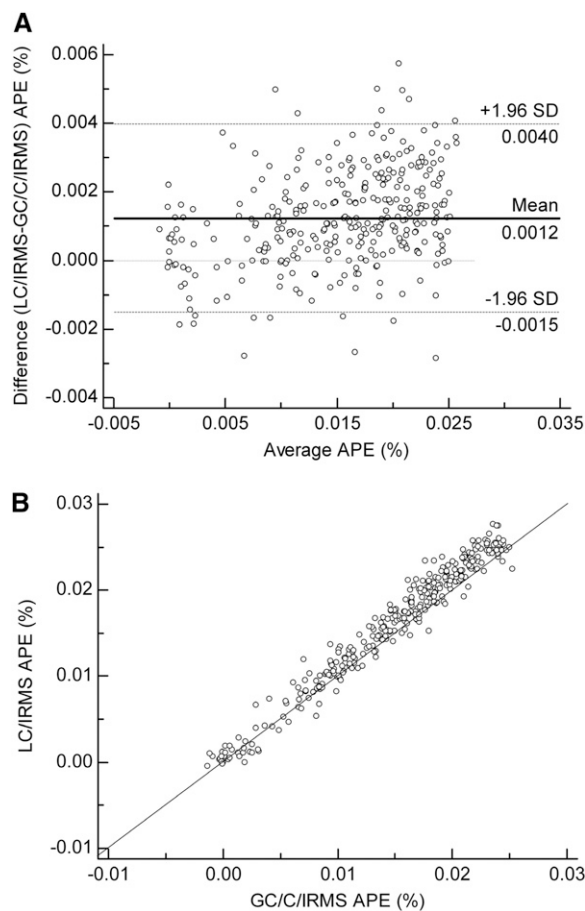 A
Difference (LC/IRMS-GC/C/IRMS) APE (%)
0.006
0.004
0.002
0.000
-0.002
-0.004
+1.96 SD
0.0040
Mean
0.0012
-1.96 SD
-0.0015
-0.005
0.005
0.015
0.025
0.035
Average APE (%)
B
LC/IRMS APE (%)
0.03
0.02
0.01
0.00
-0.01
-0.01
0.00
0.01
0.02
0.03
GC/C/IRMS APE (%)